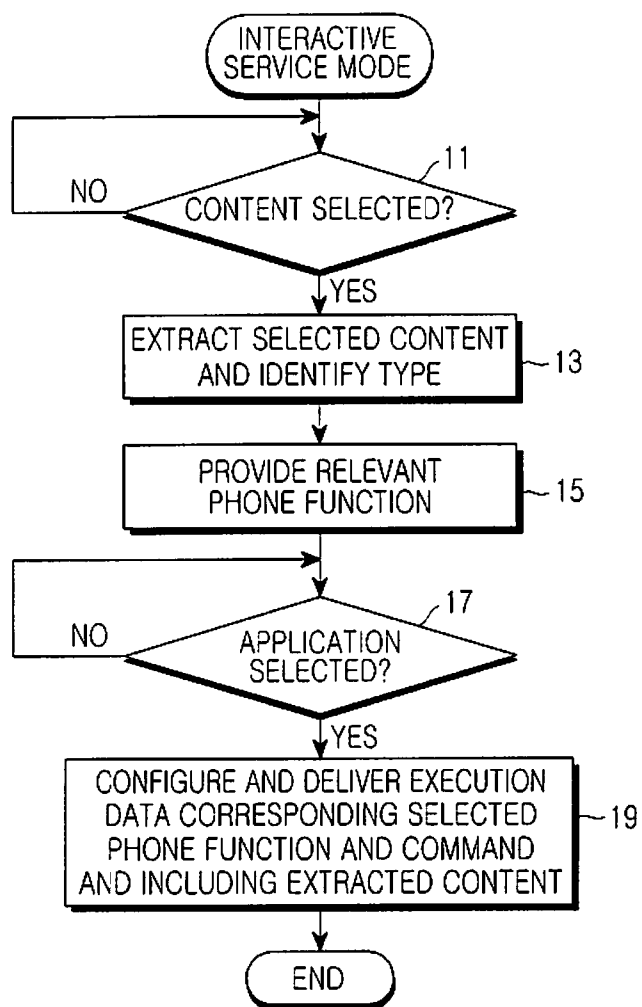 INTERACTIVE
SERVICE MODE
11
NO
CONTENT SELECTED?
YES
EXTRACT SELECTED CONTENT
AND IDENTIFY TYPE
13
PROVIDE RELEVANT
PHONE FUNCTION
15
17
NO
APPLICATION
SELECTED?
YES
CONFIGURE AND DELIVER EXECUTION
DATA CORRESPONDING SELECTED
PHONE FUNCTION AND COMMAND
AND INCLUDING EXTRACTED CONTENT
19
END